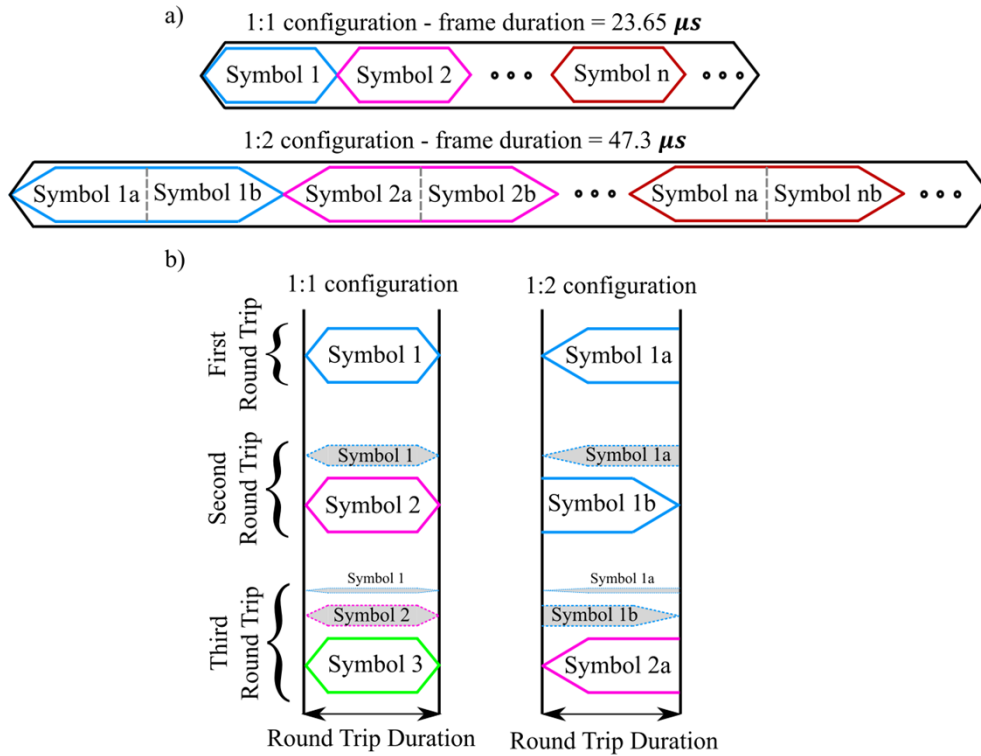 a)
1:1 configuration - frame duration = 23.65 μs
Symbol 1 Symbol 2 Symbol n
1:2 configuration - frame duration = 47.3 μs
Symbol 1a Symbol 1b Symbol 2a Symbol 2b Symbol na Symbol nb
b)
1:1 configuration 1:2 configuration
First
Round Trip
Symbol 1 Symbol 1a
Second
Round Trip
Symbol 1 Symbol 1a
Symbol 2 Symbol 1b
Third
Round Trip
Symbol 1 Symbol 1a
Symbol 2 Symbol 1b
Symbol 3 Symbol 2a
Round Trip Duration Round Trip Duration